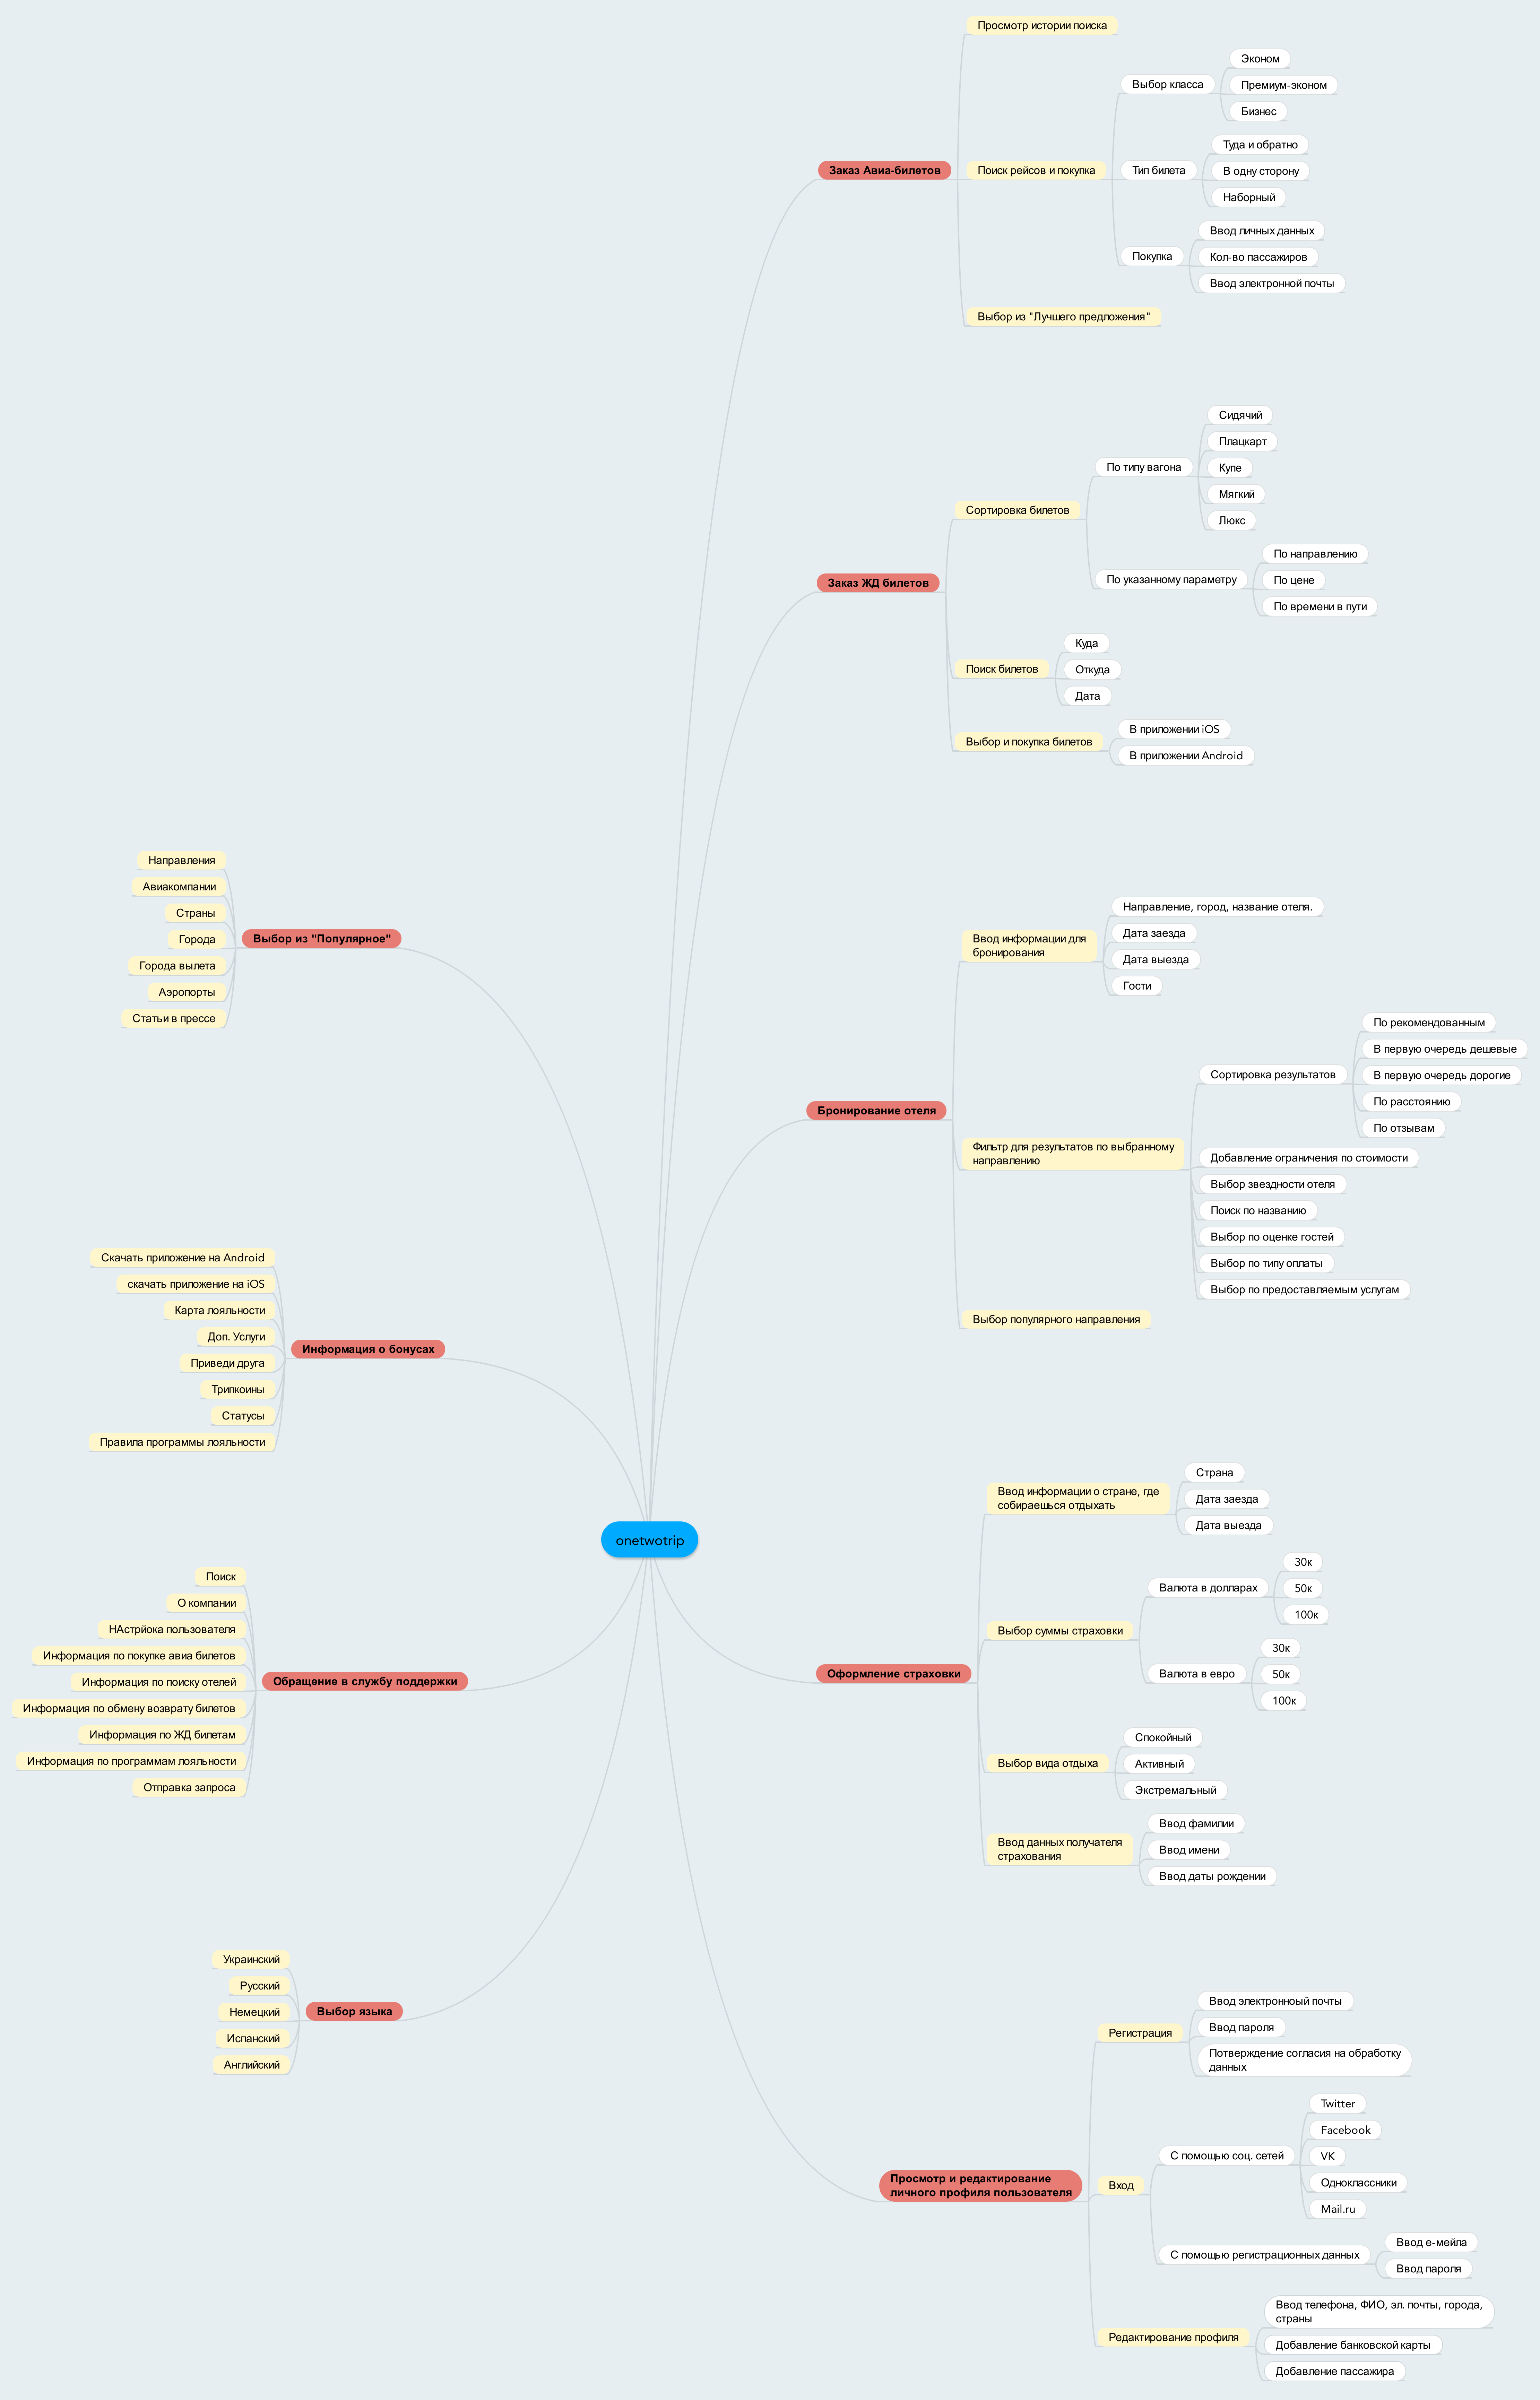 onetwotrip
Заказ Авиа-билетов
Просмотр истории поиска
Поиск рейсов и покупка
Выбор класса
Эконом
Премиум-эконом
Бизнес
Тип билета
Туда и обратно
В одну сторону
Наборный
Покупка
Ввод личных данных
Кол-во пассажиров
Ввод электронной почты
Выбор из "Лучшего предложения"
Заказ ЖД билетов
Сортировка билетов
По типу вагона
Сидячий
Плацкарт
Купе
Мягкий
Люкс
По указанному параметру
По направлению
По цене
По времени в пути
Поиск билетов
Куда
Откуда
Дата
Выбор и покупка билетов
В приложении iOS
В приложении Android
Бронирование отеля
Ввод информации для
бронирования
Направление, город, название отеля.
Дата заезда
Дата выезда
Гости
Фильтр для результатов по выбранному
направлению
Сортировка результатов
По рекомендованным
В первую очередь дешевые
В первую очередь дорогие
По расстоянию
По отзывам
Добавление ограничения по стоимости
Выбор звездности отеля
Поиск по названию
Выбор по оценке гостей
Выбор по типу оплаты
Выбор по предоставляемым услугам
Выбор популярного направления
Оформление страховки
Ввод информации о стране, где
собираешься отдыхать
Страна
Дата заезда
Дата выезда
Выбор суммы страховки
Валюта в долларах
30к
50к
100к
Валюта в евро
30к
50к
100к
Выбор вида отдыха
Спокойный
Активный
Экстремальный
Ввод данных получателя
страхования
Ввод фамилии
Ввод имени
Ввод даты рождении
Просмотр и редактирование
личного профиля пользователя
Регистрация
Ввод электронноый почты
Ввод пароля
Потверждение согласия на обработку
данных
Вход
С помощью соц. сетей
Twitter
Facebook
VK
Одноклассники
Mail.ru
С помощью регистрационных данных
Ввод е-мейла
Ввод пароля
Редактирование профиля
Ввод телефона, ФИО, эл. почты, города,
страны
Добавление банковской карты
Добавление пассажира
Выбор из "Популярное"
Направления
Авиакомпании
Страны
Города
Города вылета
Аэропорты
Статьи в прессе
Информация о бонусах
Скачать приложение на Android
скачать приложение на iOS
Карта лояльности
Доп. Услуги
Приведи друга
Трипкоины
Статусы
Правила программы лояльности
Обращение в службу поддержки
Поиск
О компании
НАстрйока пользователя
Информация по покупке авиа билетов
Информация по поиску отелей
Информация по обмену возврату билетов
Информация по ЖД билетам
Информация по программам лояльности
Отправка запроса
Выбор языка
Украинский
Русский
Немецкий
Испанский
Английский